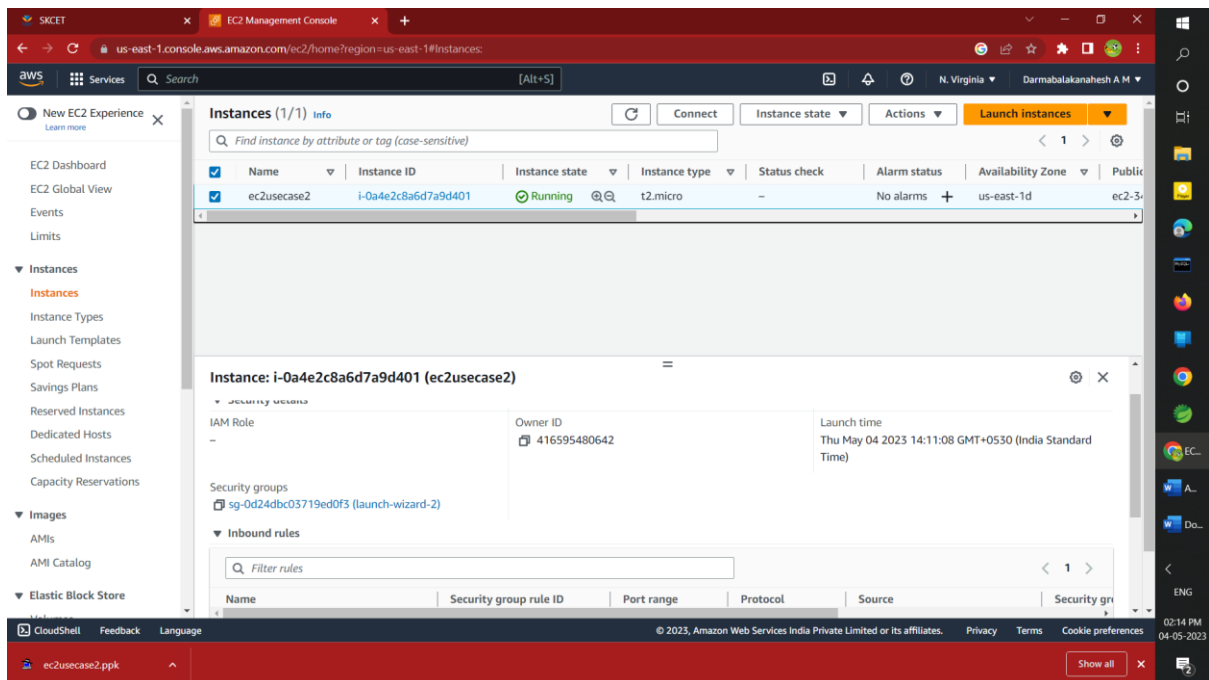 SKCET
EC2 Management Console
us-east-1.console.aws.amazon.com/ec2/home?region=us-east-1#Instances:
aws
Services
Search
[Alt+S]
N. Virginia
Darmabalakanahesh A M
New EC2 Experience
Learn more
EC2 Dashboard
EC2 Global View
Events
Limits
Instances
Instances
Instance Types
Launch Templates
Spot Requests
Savings Plans
Reserved Instances
Dedicated Hosts
Scheduled Instances
Capacity Reservations
Images
AMIs
AMI Catalog
Elastic Block Store
Instances (1/1) Info
Connect
Instance state
Actions
Launch instances
Find instance by attribute or tag (case-sensitive)
1
Name Instance ID Instance state Instance type Status check Alarm status Availability Zone Public
ec2usecase2 i-0a4e2c8a6d7a9d401 Running t2.micro – No alarms + us-east-1d ec2-3
Instance: i-0a4e2c8a6d7a9d401 (ec2usecase2)
Security details
IAM Role
–
Owner ID
416595480642
Launch time
Thu May 04 2023 14:11:08 GMT+0530 (India Standard
Time)
Security groups
sg-0d24dbc03719ed0f3 (launch-wizard-2)
Inbound rules
Filter rules
1
Name Security group rule ID Port range Protocol Source Security gro
CloudShell Feedback Language
© 2023, Amazon Web Services India Private Limited or its affiliates. Privacy Terms Cookie preferences
ec2usecase2.ppk
Show all
EC...
A...
Do...
ENG
02:14 PM
04-05-2023
2